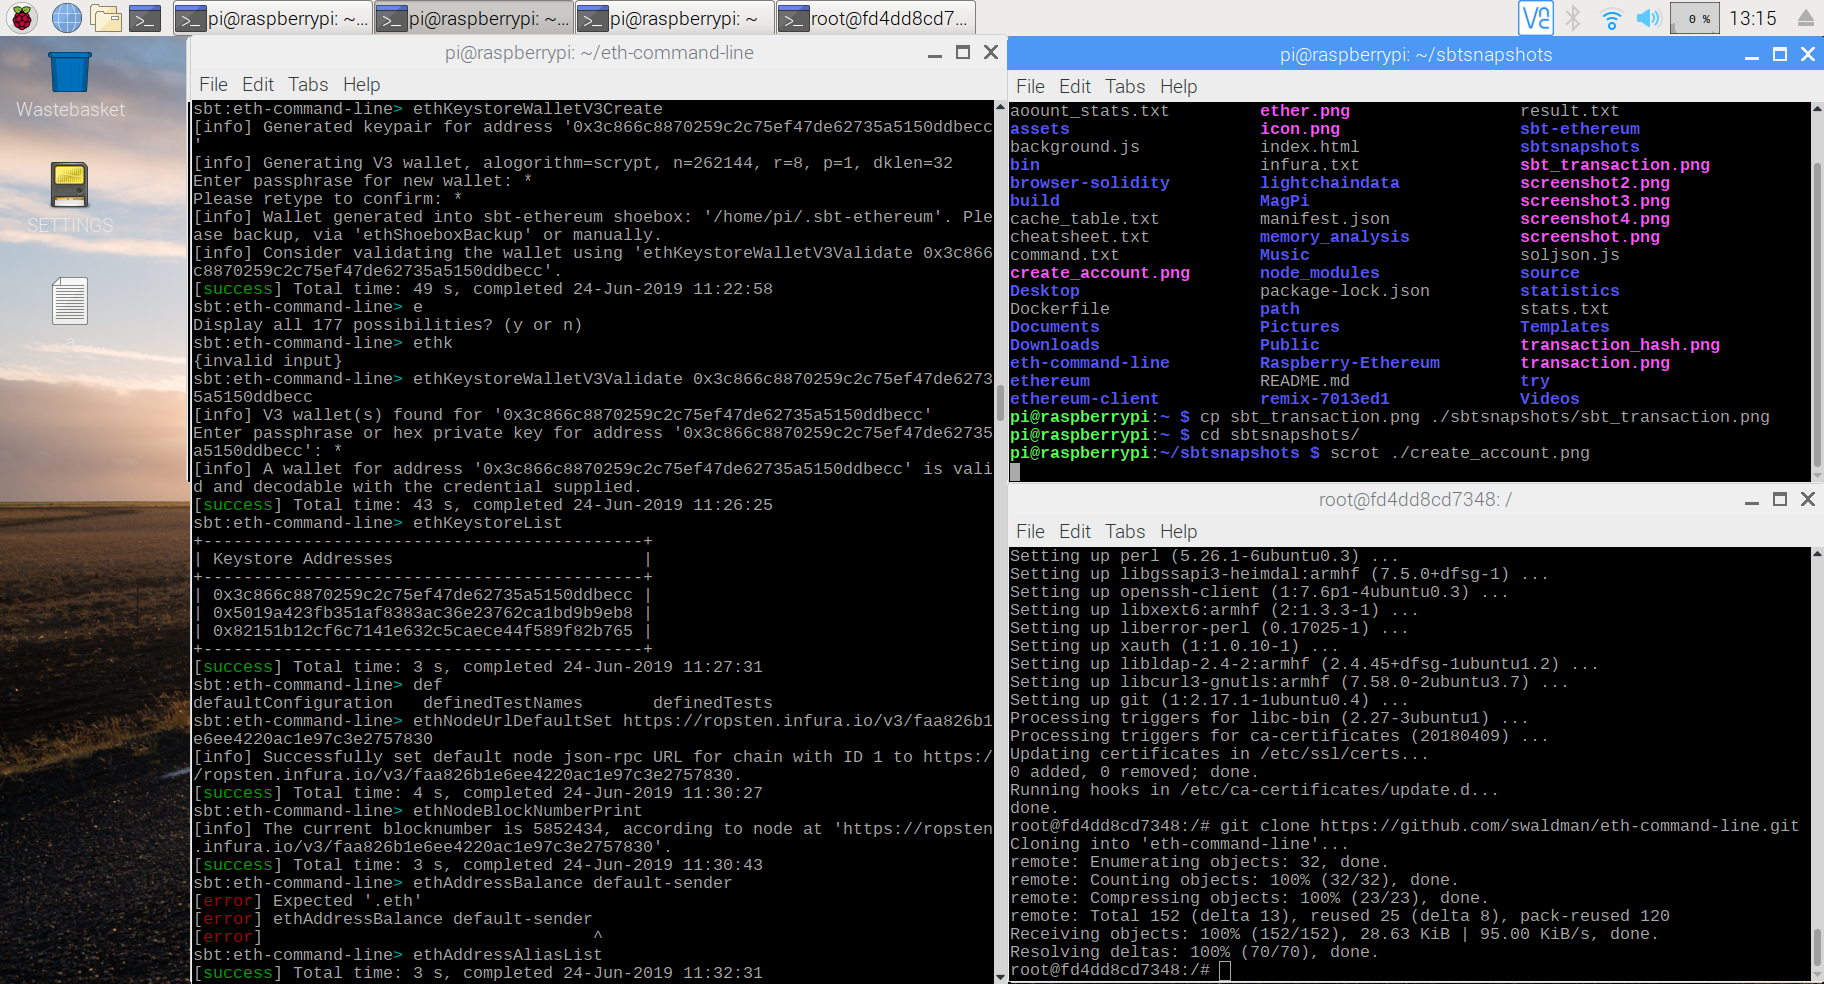 pi@raspberrypi: ~...
pi@raspberrypi: ~...
pi@raspberrypi: ~
root@fd4dd8cd7...
0 %
13:15
Wastebasket
SETTINGS
a
pi@raspberrypi: ~/eth-command-line
File Edit Tabs Help
sbt:eth-command-line> ethKeystoreWalletV3Create
[info] Generated keypair for address '0x3c866c8870259c2c75ef47de62735a5150ddbecc
'
[info] Generating V3 wallet, alogorithm=scrypt, n=262144, r=8, p=1, dklen=32
Enter passphrase for new wallet: *
Please retype to confirm: *
[info] Wallet generated into sbt-ethereum shoebox: '/home/pi/.sbt-ethereum'. Ple
ase backup, via 'ethShoeboxBackup' or manually.
[info] Consider validating the wallet using 'ethKeystoreWalletV3Validate 0x3c866
c8870259c2c75ef47de62735a5150ddbecc'.
[success] Total time: 49 s, completed 24-Jun-2019 11:22:58
sbt:eth-command-line> e
Display all 177 possibilities? (y or n)
sbt:eth-command-line> ethk
{invalid input}
sbt:eth-command-line> ethKeystoreWalletV3Validate 0x3c866c8870259c2c75ef47de6273
5a5150ddbecc
[info] V3 wallet(s) found for '0x3c866c8870259c2c75ef47de62735a5150ddbecc'
Enter passphrase or hex private key for address '0x3c866c8870259c2c75ef47de62735
a5150ddbecc': *
[info] A wallet for address '0x3c866c8870259c2c75ef47de62735a5150ddbecc' is vali
d and decodable with the credential supplied.
[success] Total time: 43 s, completed 24-Jun-2019 11:26:25
sbt:eth-command-line> ethKeystoreList
+--------------------------------------------+
| Keystore Addresses                         |
+--------------------------------------------+
| 0x3c866c8870259c2c75ef47de62735a5150ddbecc |
| 0x5019a423fb351af8383ac36e23762ca1bd9b9eb8 |
| 0x82151b12cf6c7141e632c5caece44f589f82b765 |
+--------------------------------------------+
[success] Total time: 3 s, completed 24-Jun-2019 11:27:31
sbt:eth-command-line> def
defaultConfiguration   definedTestNames       definedTests
sbt:eth-command-line> ethNodeUrlDefaultSet https://ropsten.infura.io/v3/faa826b1
e6ee4220ac1e97c3e2757830
[info] Successfully set default node json-rpc URL for chain with ID 1 to https:/
/ropsten.infura.io/v3/faa826b1e6ee4220ac1e97c3e2757830.
[success] Total time: 4 s, completed 24-Jun-2019 11:30:27
sbt:eth-command-line> ethNodeBlockNumberPrint
[info] The current blocknumber is 5852434, according to node at 'https://ropsten
.infura.io/v3/faa826b1e6ee4220ac1e97c3e2757830'.
[success] Total time: 3 s, completed 24-Jun-2019 11:30:43
sbt:eth-command-line> ethAddressBalance default-sender
[error] Expected '.eth'
[error] ethAddressBalance default-sender
[error]                                 ^
sbt:eth-command-line> ethAddressAliasList
[success] Total time: 3 s, completed 24-Jun-2019 11:32:31
pi@raspberrypi: ~/sbtsnapshots
File Edit Tabs Help
aoount_stats.txt ether.png result.txt
assets icon.png sbt-ethereum
background.js index.html sbtsnapshots
bin infura.txt sbt_transaction.png
browser-solidity lightchaindata screenshot2.png
build MagPi screenshot3.png
cache_table.txt manifest.json screenshot4.png
cheatsheet.txt memory_analysis screenshot.png
command.txt Music soljson.js
create_account.png node_modules source
Desktop package-lock.json statistics
Dockerfile path stats.txt
Documents Pictures Templates
Downloads Public transaction_hash.png
eth-command-line Raspberry-Ethereum transaction.png
ethereum README.md try
ethereum-client remix-7013ed1 Videos
pi@raspberrypi:~ $ cp sbt_transaction.png ./sbtsnapshots/sbt_transaction.png
pi@raspberrypi:~ $ cd sbtsnapshots/
pi@raspberrypi:~/sbtsnapshots $ scrot ./create_account.png
root@fd4dd8cd7348: /
File Edit Tabs Help
Setting up perl (5.26.1-6ubuntu0.3) ...
Setting up libgssapi3-heimdal:armhf (7.5.0+dfsg-1) ...
Setting up openssh-client (1:7.6p1-4ubuntu0.3) ...
Setting up libxext6:armhf (2:1.3.3-1) ...
Setting up liberror-perl (0.17025-1) ...
Setting up xauth (1:1.0.10-1) ...
Setting up libldap-2.4-2:armhf (2.4.45+dfsg-1ubuntu1.2) ...
Setting up libcurl3-gnutls:armhf (7.58.0-2ubuntu3.7) ...
Setting up git (1:2.17.1-1ubuntu0.4) ...
Processing triggers for libc-bin (2.27-3ubuntu1) ...
Processing triggers for ca-certificates (20180409) ...
Updating certificates in /etc/ssl/certs...
0 added, 0 removed; done.
Running hooks in /etc/ca-certificates/update.d...
done.
root@fd4dd8cd7348:/# git clone https://github.com/swaldman/eth-command-line.git
Cloning into 'eth-command-line'...
remote: Enumerating objects: 32, done.
remote: Counting objects: 100% (32/32), done.
remote: Compressing objects: 100% (23/23), done.
remote: Total 152 (delta 13), reused 25 (delta 8), pack-reused 120
Receiving objects: 100% (152/152), 28.63 KiB | 95.00 KiB/s, done.
Resolving deltas: 100% (70/70), done.
root@fd4dd8cd7348:/#